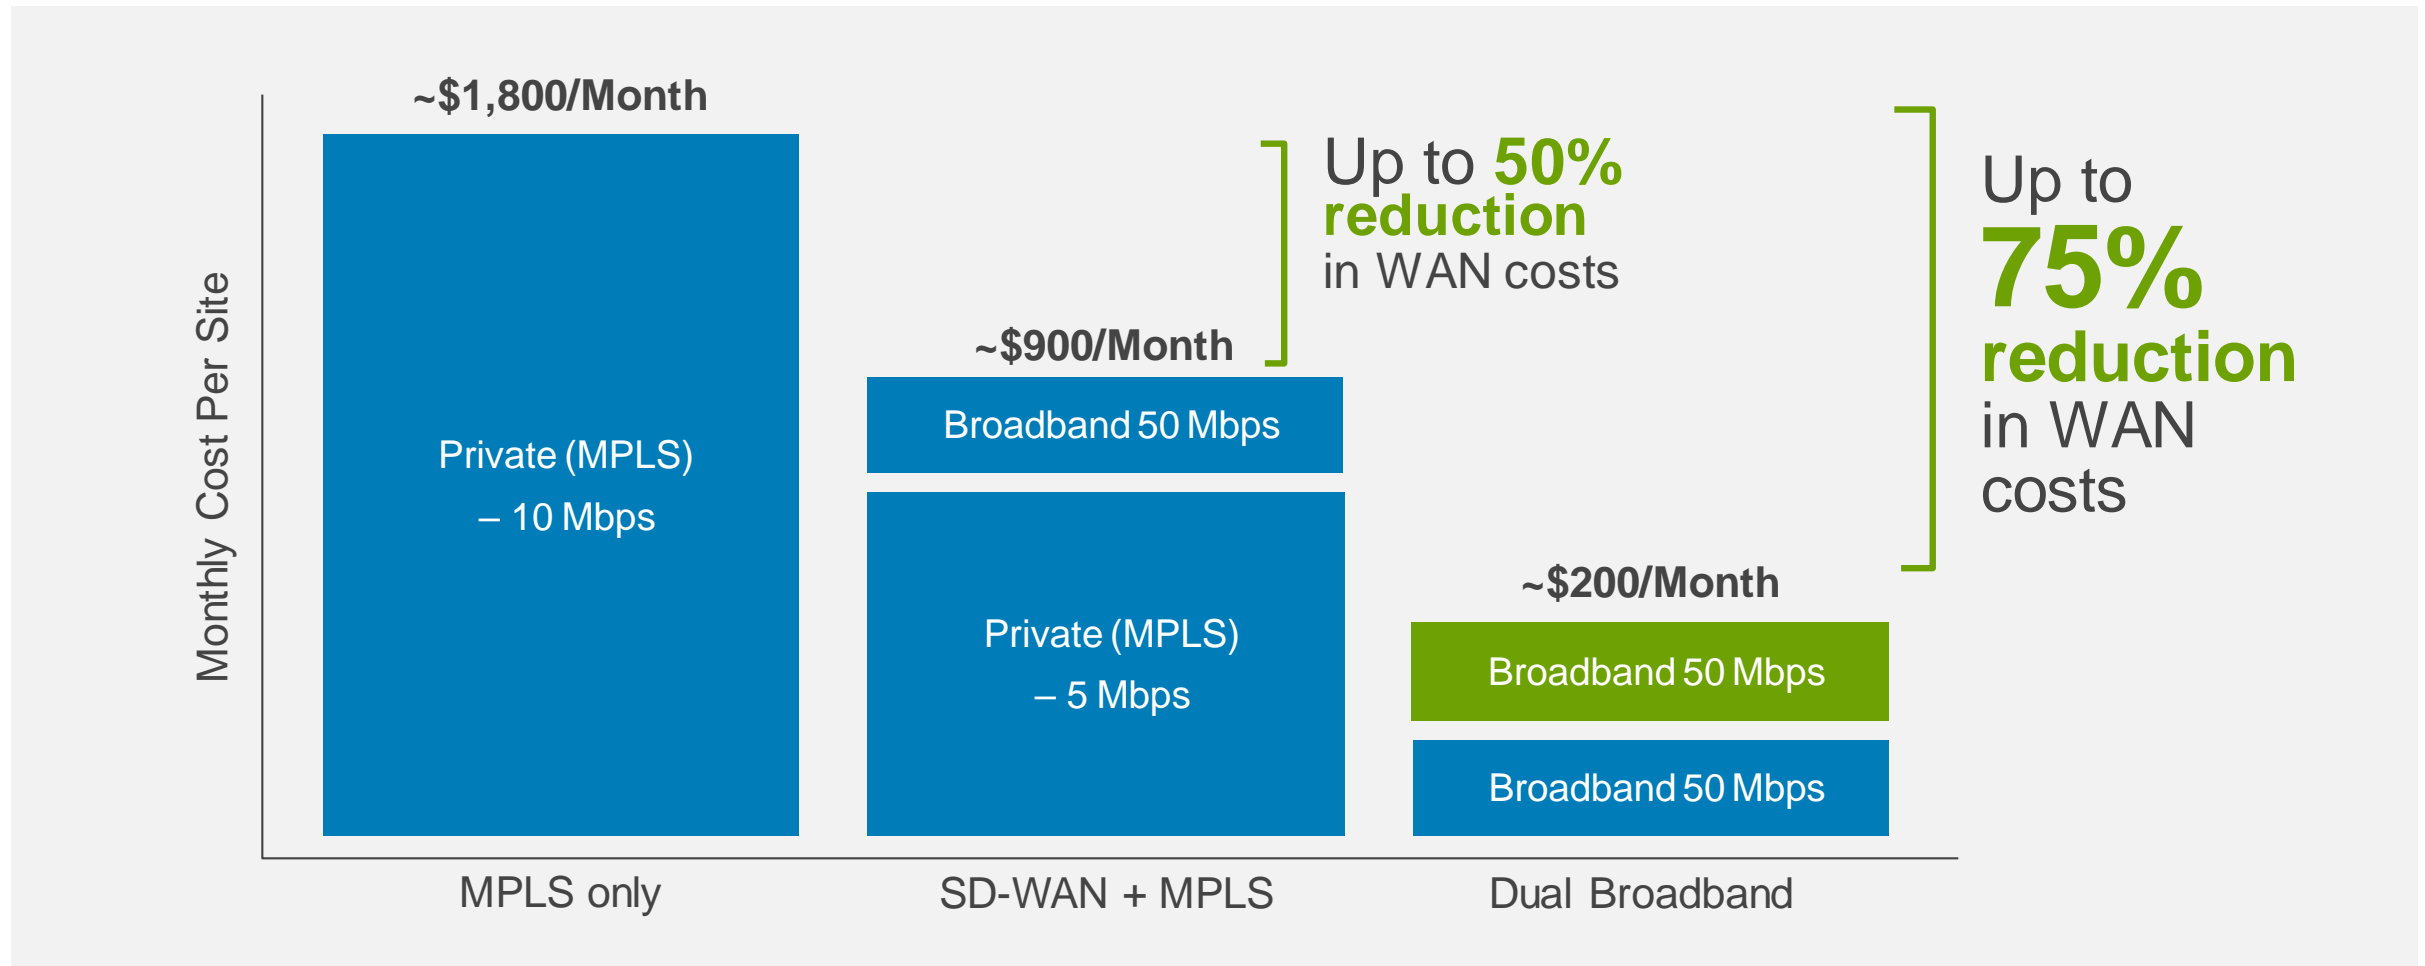 ~$1,800/Month
Up to 50%
reduction
in WAN costs
Up to
75%
reduction
in WAN
costs
~$900/Month
~$200/Month
Monthly Cost Per Site
Private (MPLS)
– 10 Mbps
Broadband 50 Mbps
Private (MPLS)
– 5 Mbps
Broadband 50 Mbps
Broadband 50 Mbps
MPLS only
SD-WAN + MPLS
Dual Broadband